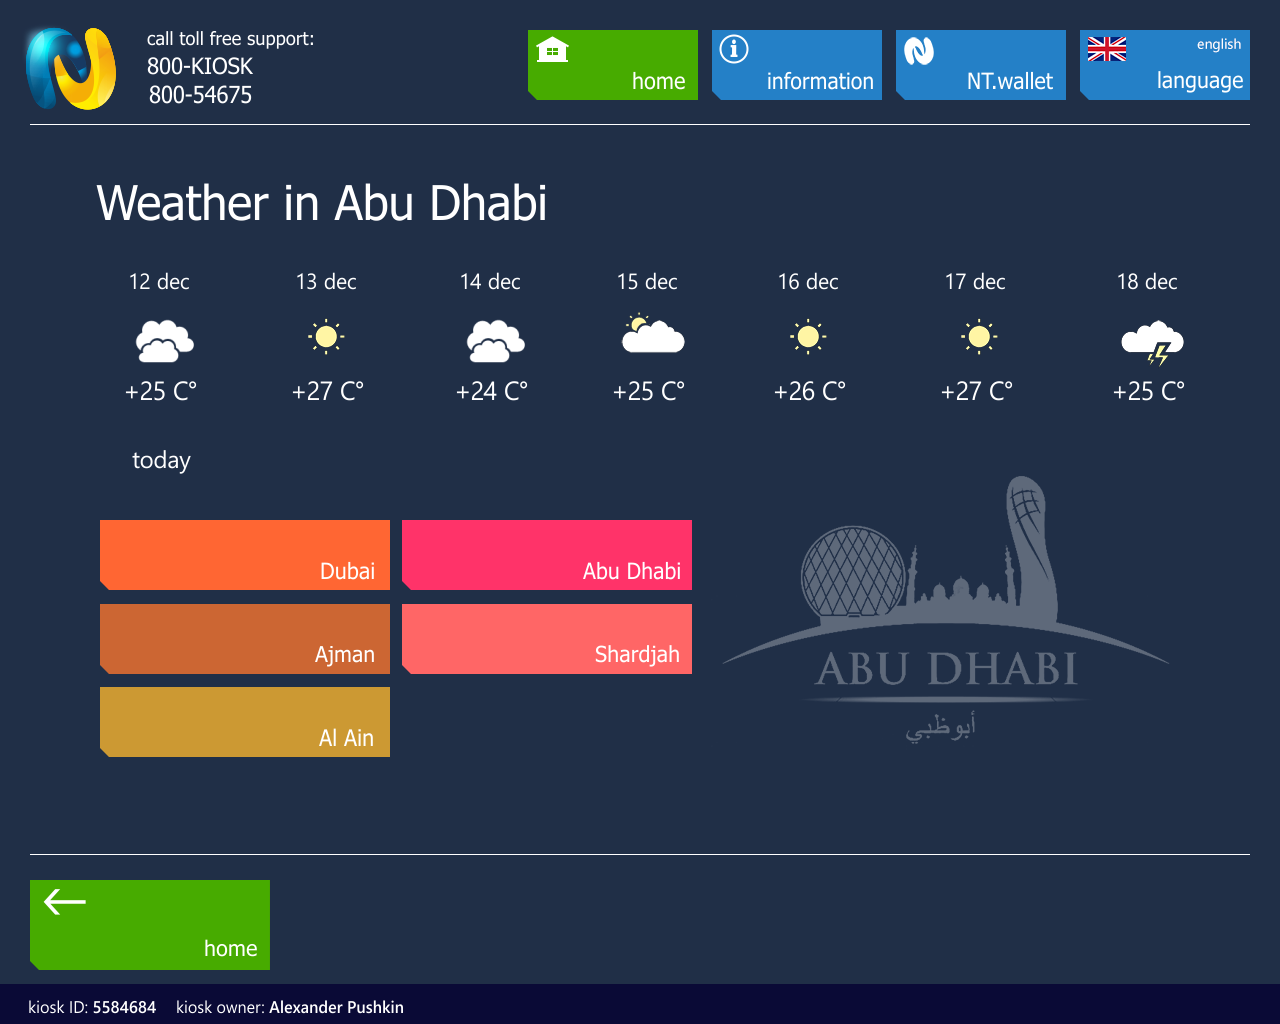 call toll free support:
800-KIOSK
800-54675
home
information
NT.wallet
english
language
Weather in Abu Dhabi
12 dec
13 dec
14 dec
15 dec
16 dec
17 dec
18 dec
+25 C°
+27 C°
+24 C°
+25 C°
+26 C°
+27 C°
+25 C°
today
Dubai
Abu Dhabi
Ajman
Shardjah
Al Ain
ABU DHABI
أبوظبي
home
kiosk ID: 5584684 kiosk owner: Alexander Pushkin